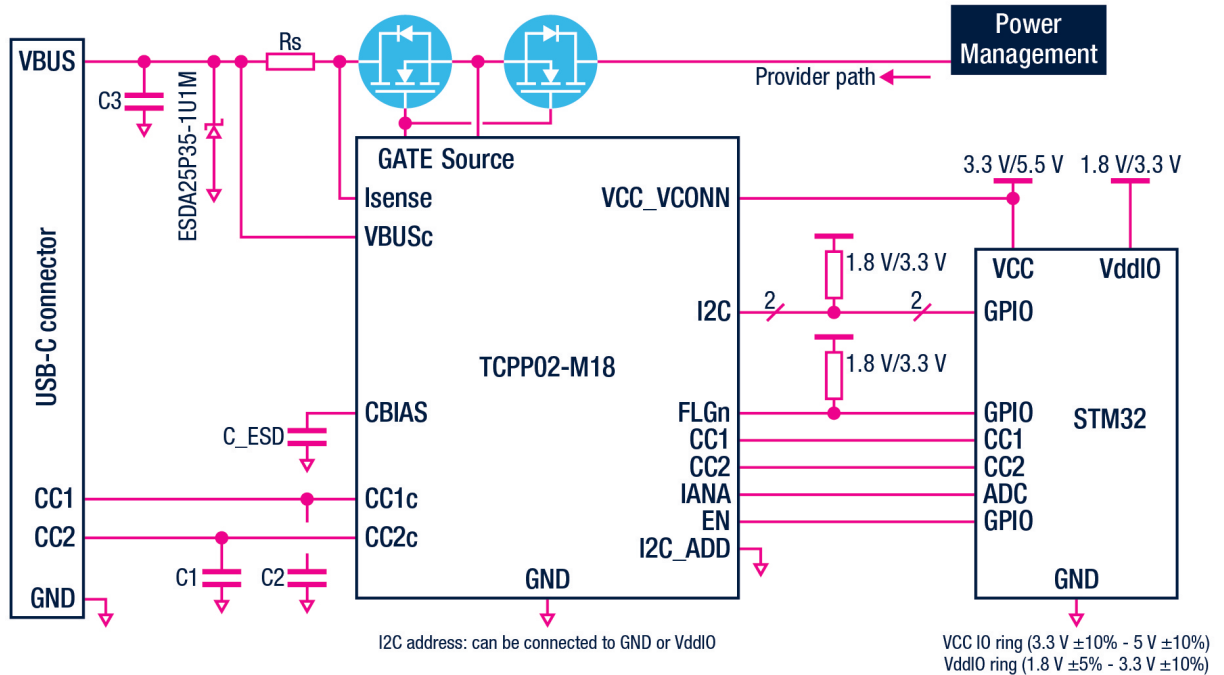 Power
Management
VBUS
Rs
Provider path
C3
ESDA25P35-1U1M
GATE Source
3.3 V/5.5 V
1.8 V/3.3 V
Isense
VCC_VCONN
VBUSc
1.8 V/3.3 V
VCC
VddIO
I2C
2
2
GPIO
USB-C connector
TCPP02-M18
1.8 V/3.3 V
CBIAS
FLGn
GPIO
STM32
C_ESD
CC1
CC1
CC2
CC2
CC1
CC1c
IANA
ADC
CC2
CC2c
EN
GPIO
I2C_ADD
C1
C2
GND
GND
GND
I2C address: can be connected to GND or VddIO
VCC IO ring (3.3 V ±10% - 5 V ±10%)
VddIO ring (1.8 V ±5% - 3.3 V ±10%)